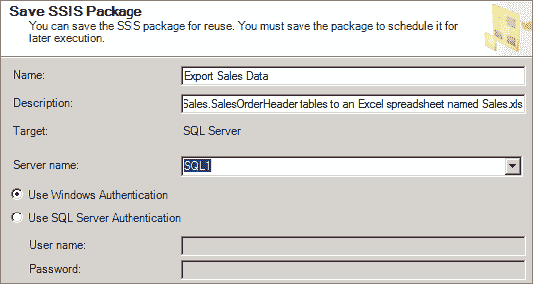 Save SSIS Package
You can save the SSS package for reuse. You must save the package to schedule it for
later execution.
Name:
Export Sales Data
Description:
Sales.SalesOrderHeader tables to an Excel spreadsheet named Sales.xls
Target:
SQL Server
Server name:
SQL1
Use Windows Authentication
Use SQL Server Authentication
User name:
Password: